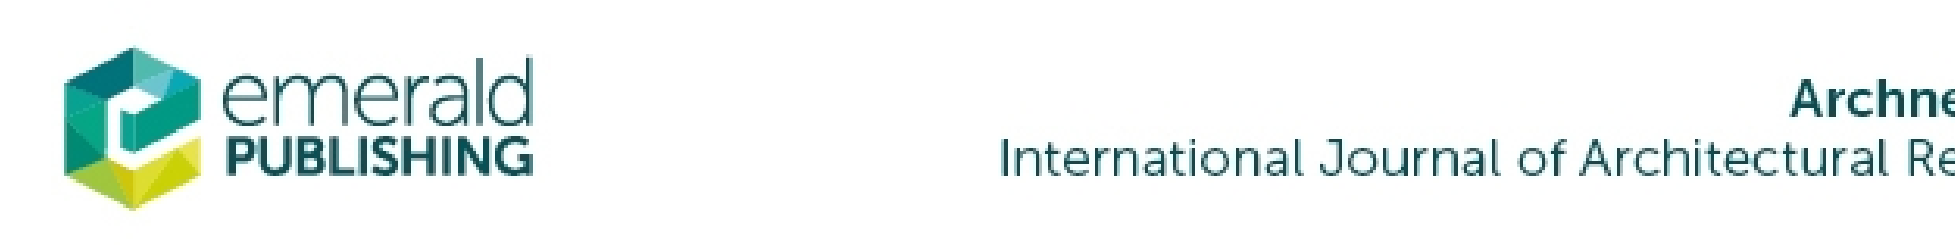 emerald
PUBLISHING
Archne
International Journal of Architectural Re